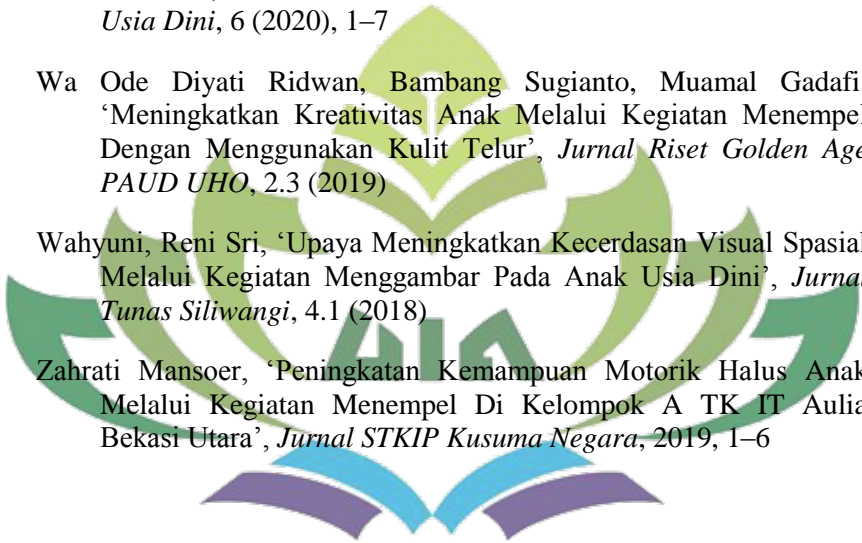 Usia Dini, 6 (2020), 1–7
Wa Ode Diyati Ridwan, Bambang Sugianto, Muamal Gadafi.
‘Meningkatkan Kreativitas Anak Melalui Kegiatan Menempel
Dengan Menggunakan Kulit Telur’, Jurnal Riset Golden Age
PAUD UHO, 2.3 (2019)
Wahyuni, Reni Sri, ‘Upaya Meningkatkan Kecerdasan Visual Spasial
Melalui Kegiatan Menggambar Pada Anak Usia Dini’, Jurnal
Tunas Siliwangi, 4.1 (2018)
UIN
Zahrati Mansoer, ‘Peningkatan Kemampuan Motorik Halus Anak
Melalui Kegiatan Menempel Di Kelompok A TK IT Aulia
Bekasi Utara’, Jurnal STKIP Kusuma Negara, 2019, 1–6